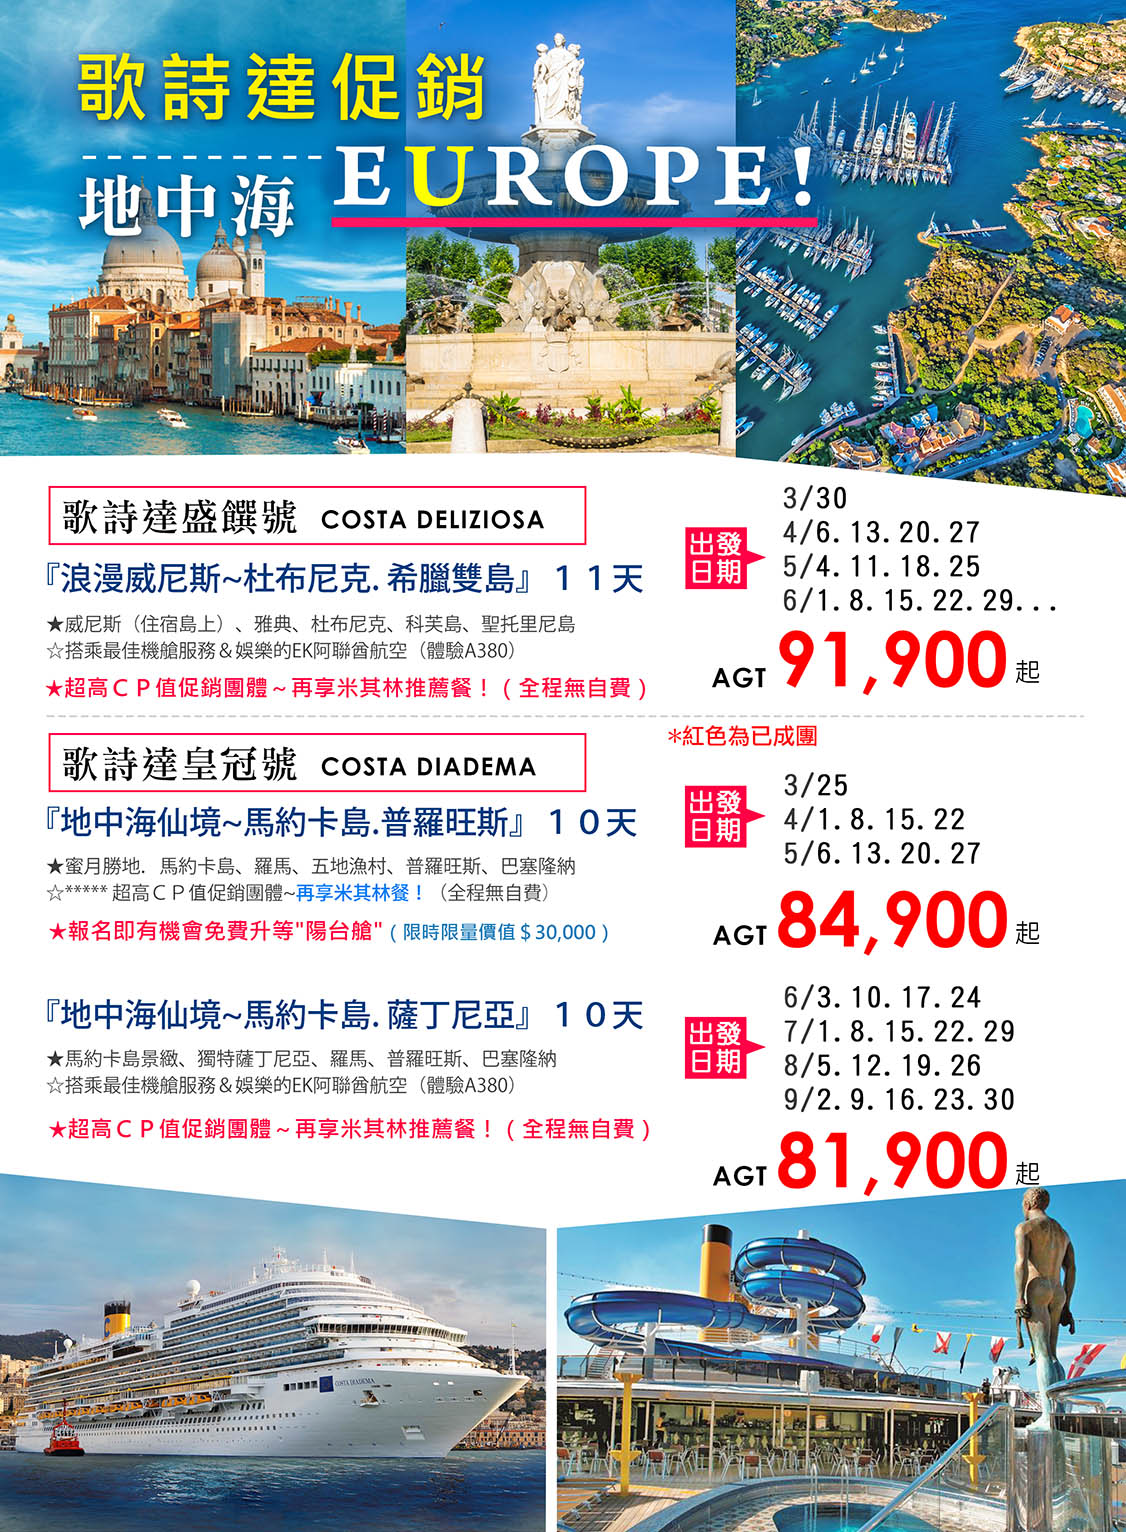 歌詩達促銷
地中海 EUROPE!
歌詩達盛饌號 COSTA DELIZIOSA
『浪漫威尼斯~杜布尼克. 希臘雙島』 11天
★威尼斯（住宿島上）、雅典、杜布尼克、科芙島、聖托里尼島
☆搭乘最佳機艙服務＆娛樂的EK阿聯酋航空（體驗A380）
★超高ＣＰ值促銷團體～再享米其林推薦餐！（全程無自費）
出發日期
3/30
4/6. 13. 20. 27
5/4. 11. 18. 25
6/1. 8. 15. 22. 29...
AGT 91,900 起
*紅色為已成團
歌詩達皇冠號 COSTA DIADEMA
『地中海仙境~馬約卡島.普羅旺斯』 10天
★蜜月勝地. 馬約卡島、羅馬、五地漁村、普羅旺斯、巴塞隆納
☆***** 超高ＣＰ值促銷團體~再享米其林餐！（全程無自費）
★報名即有機會免費升等"陽台艙"（限時限量價值＄30,000）
出發日期
3/25
4/1. 8. 15. 22
5/6. 13. 20. 27
AGT 84,900 起
『地中海仙境~馬約卡島. 薩丁尼亞』 10天
★馬約卡島景緻、獨特薩丁尼亞、羅馬、普羅旺斯、巴塞隆納
☆搭乘最佳機艙服務＆娛樂的EK阿聯酋航空（體驗A380）
★超高ＣＰ值促銷團體～再享米其林推薦餐！（全程無自費）
出發日期
6/3. 10. 17. 24
7/1. 8. 15. 22. 29
8/5. 12. 19. 26
9/2. 9. 16. 23. 30
AGT 81,900 起
COSTA DIADEMA